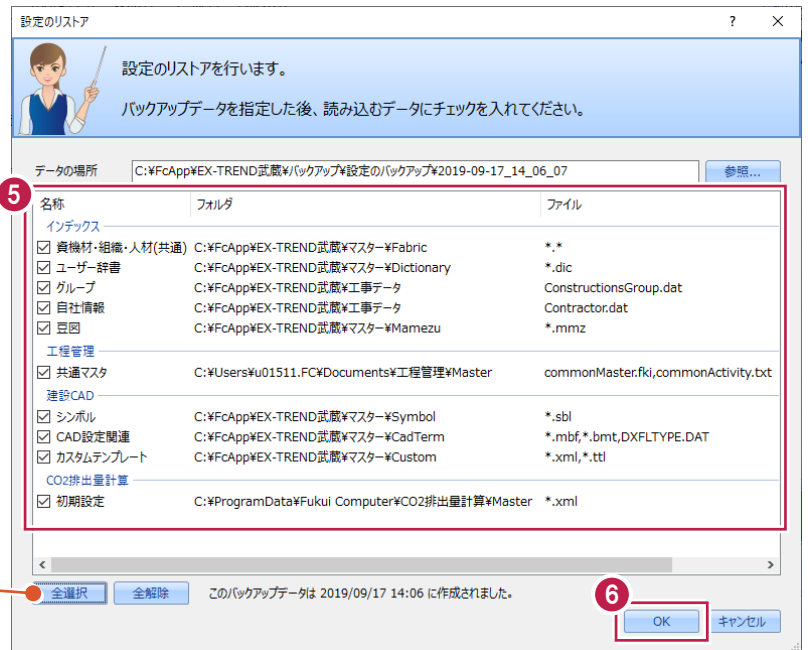 設定のリストア ? ×
設定のリストアを行います。
バックアップデータを指定した後、読み込むデータにチェックを入れてください。
データの場所 C:¥FcApp¥EX-TREND武蔵¥バックアップ¥設定のバックアップ¥2019-09-17_14_06_07 参照...
5
名称 フォルダ ファイル
インデックス
資機材・組織・人材(共通) C:¥FcApp¥EX-TREND武蔵¥マスター¥Fabric *.*
ユーザー辞書 C:¥FcApp¥EX-TREND武蔵¥マスター¥Dictionary *.dic
グループ C:¥FcApp¥EX-TREND武蔵¥工事データ ConstructionsGroup.dat
自社情報 C:¥FcApp¥EX-TREND武蔵¥工事データ Contractor.dat
豆図 C:¥FcApp¥EX-TREND武蔵¥マスター¥Mamezu *.mmz
工程管理
共通マスタ C:¥Users¥u01511.FC¥Documents¥工程管理¥Master commonMaster.fki,commonActivity.txt
建設CAD
シンボル C:¥FcApp¥EX-TREND武蔵¥マスター¥Symbol *.sbl
CAD設定関連 C:¥FcApp¥EX-TREND武蔵¥マスター¥CadTerm *.mbf,*.bmt,DXFLTYPE.DAT
カスタムテンプレート C:¥FcApp¥EX-TREND武蔵¥マスター¥Custom *.xml,*.ttl
CO2排出量計算
初期設定 C:¥ProgramData¥Fukui Computer¥CO2排出量計算¥Master *.xml
全選択 全解除 このバックアップデータは 2019/09/17 14:06 に作成されました。
6
OK キャンセル